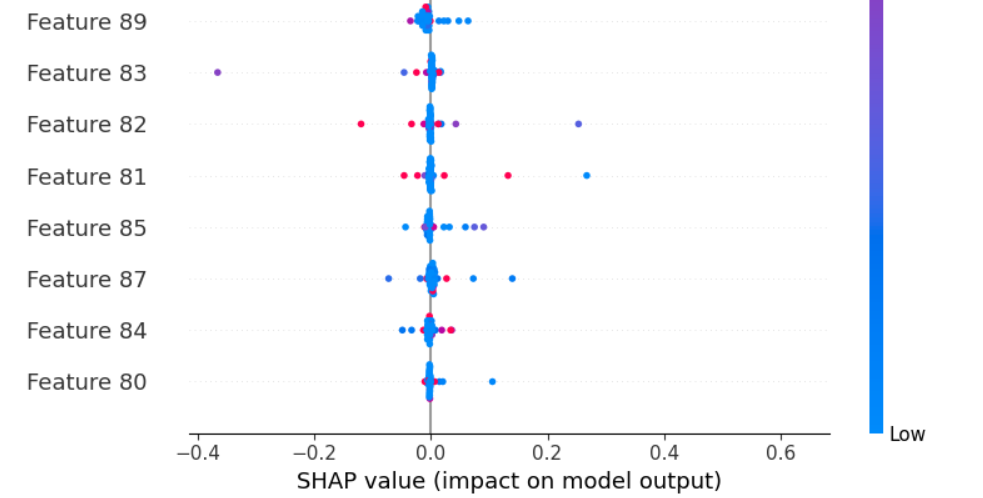 Feature 89
Feature 83
Feature 82
Feature 81
Feature 85
Feature 87
Feature 84
Feature 80
Low
−0.4 −0.2 0.0 0.2 0.4 0.6
SHAP value (impact on model output)